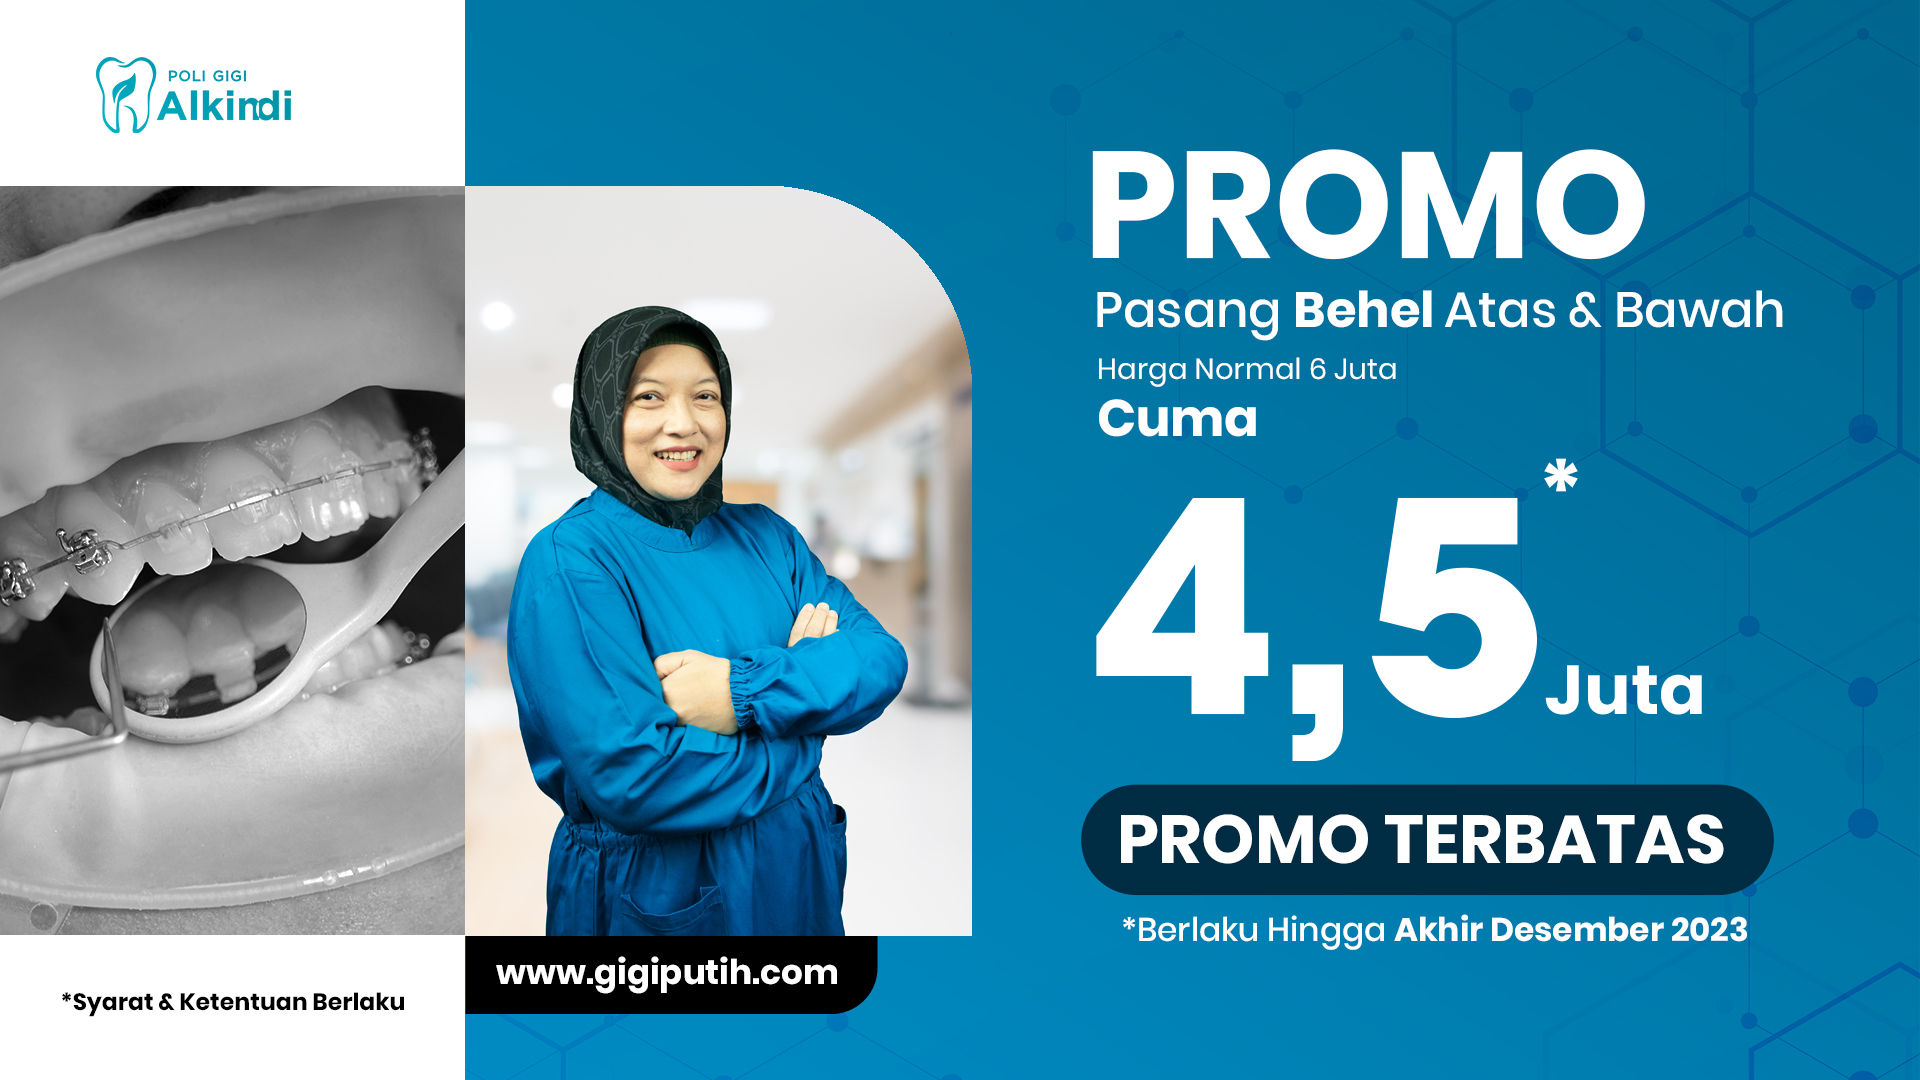 POLI GIGI
Alkindi
PROMO
Pasang Behel Atas & Bawah
Harga Normal 6 Juta
Cuma
4,5* Juta
PROMO TERBATAS
*Berlaku Hingga Akhir Desember 2023
www.gigiputih.com
*Syarat & Ketentuan Berlaku